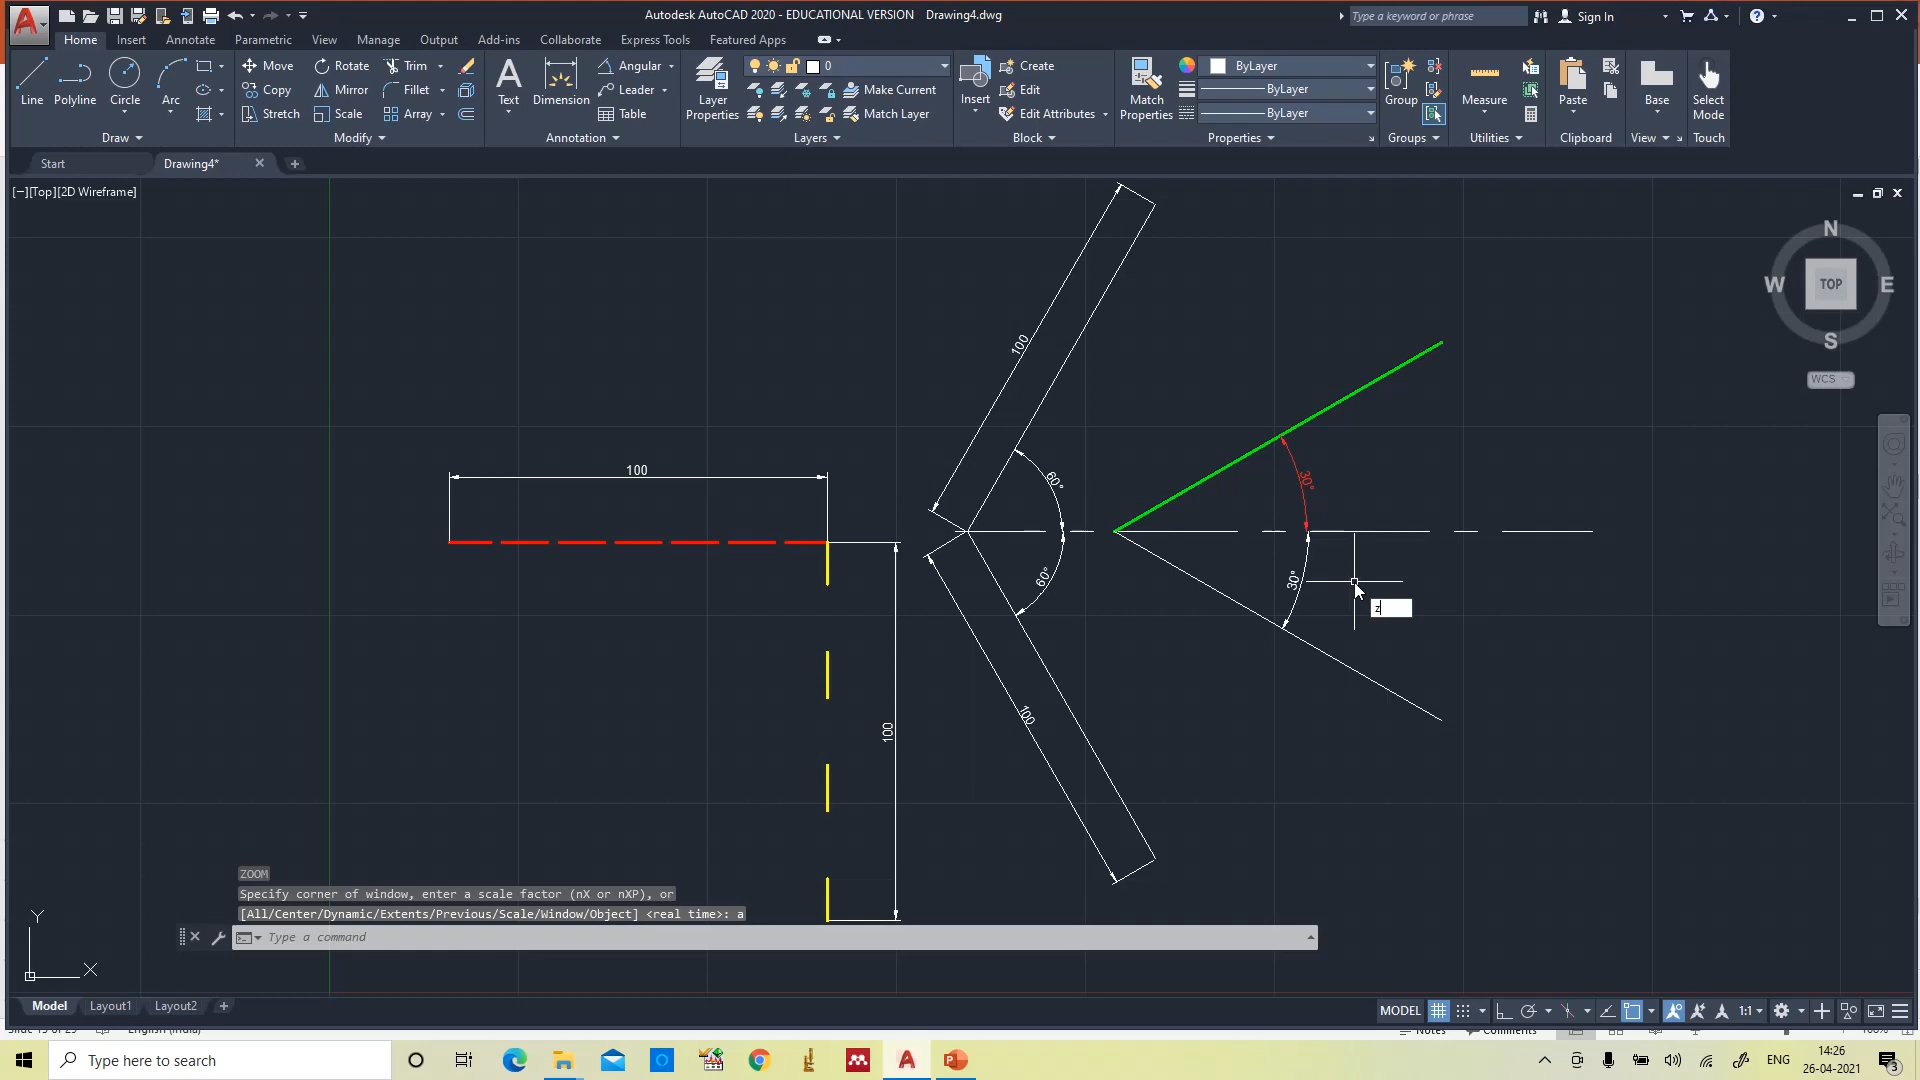 Autodesk AutoCAD 2020 - EDUCATIONAL VERSION Drawing4.dwg
Type a keyword or phrase
Sign In
Home Insert Annotate Parametric View Manage Output Add-ins Collaborate Express Tools Featured Apps
Line Polyline Circle Arc
Draw
Move Rotate Trim
Copy Mirror Fillet
Stretch Scale Array
Modify
Text Dimension
Angular
Leader
Table
Annotation
Layer Properties
0
Make Current
Match Layer
Layers
Insert
Create
Edit
Edit Attributes
Block
Match Properties
ByLayer
ByLayer
ByLayer
Properties
Group
Groups
Measure
Utilities
Paste
Clipboard
Base
View
Select Mode
Touch
Start
Drawing4*
[−][Top][2D Wireframe]
N
W TOP E
S
WCS
100
100
60°
30°
100
60°
30°
z
100
100
ZOOM
Specify corner of window, enter a scale factor (nX or nXP), or
[All/Center/Dynamic/Extents/Previous/Scale/Window/Object] <real time>: a
Type a command
Y
X
Model Layout1 Layout2
MODEL
1:1
English (India)
Notes
Comments
Type here to search
ENG
14:26
26-04-2021
3